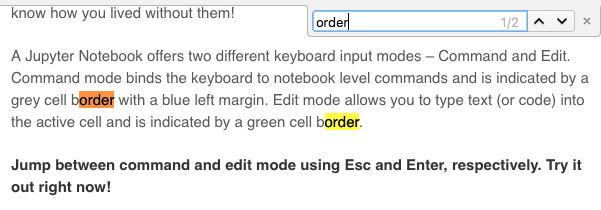 know how you lived without them!
order 1/2
A Jupyter Notebook offers two different keyboard input modes – Command and Edit.
Command mode binds the keyboard to notebook level commands and is indicated by a
grey cell border with a blue left margin. Edit mode allows you to type text (or code) into
the active cell and is indicated by a green cell border.
Jump between command and edit mode using Esc and Enter, respectively. Try it
out right now!